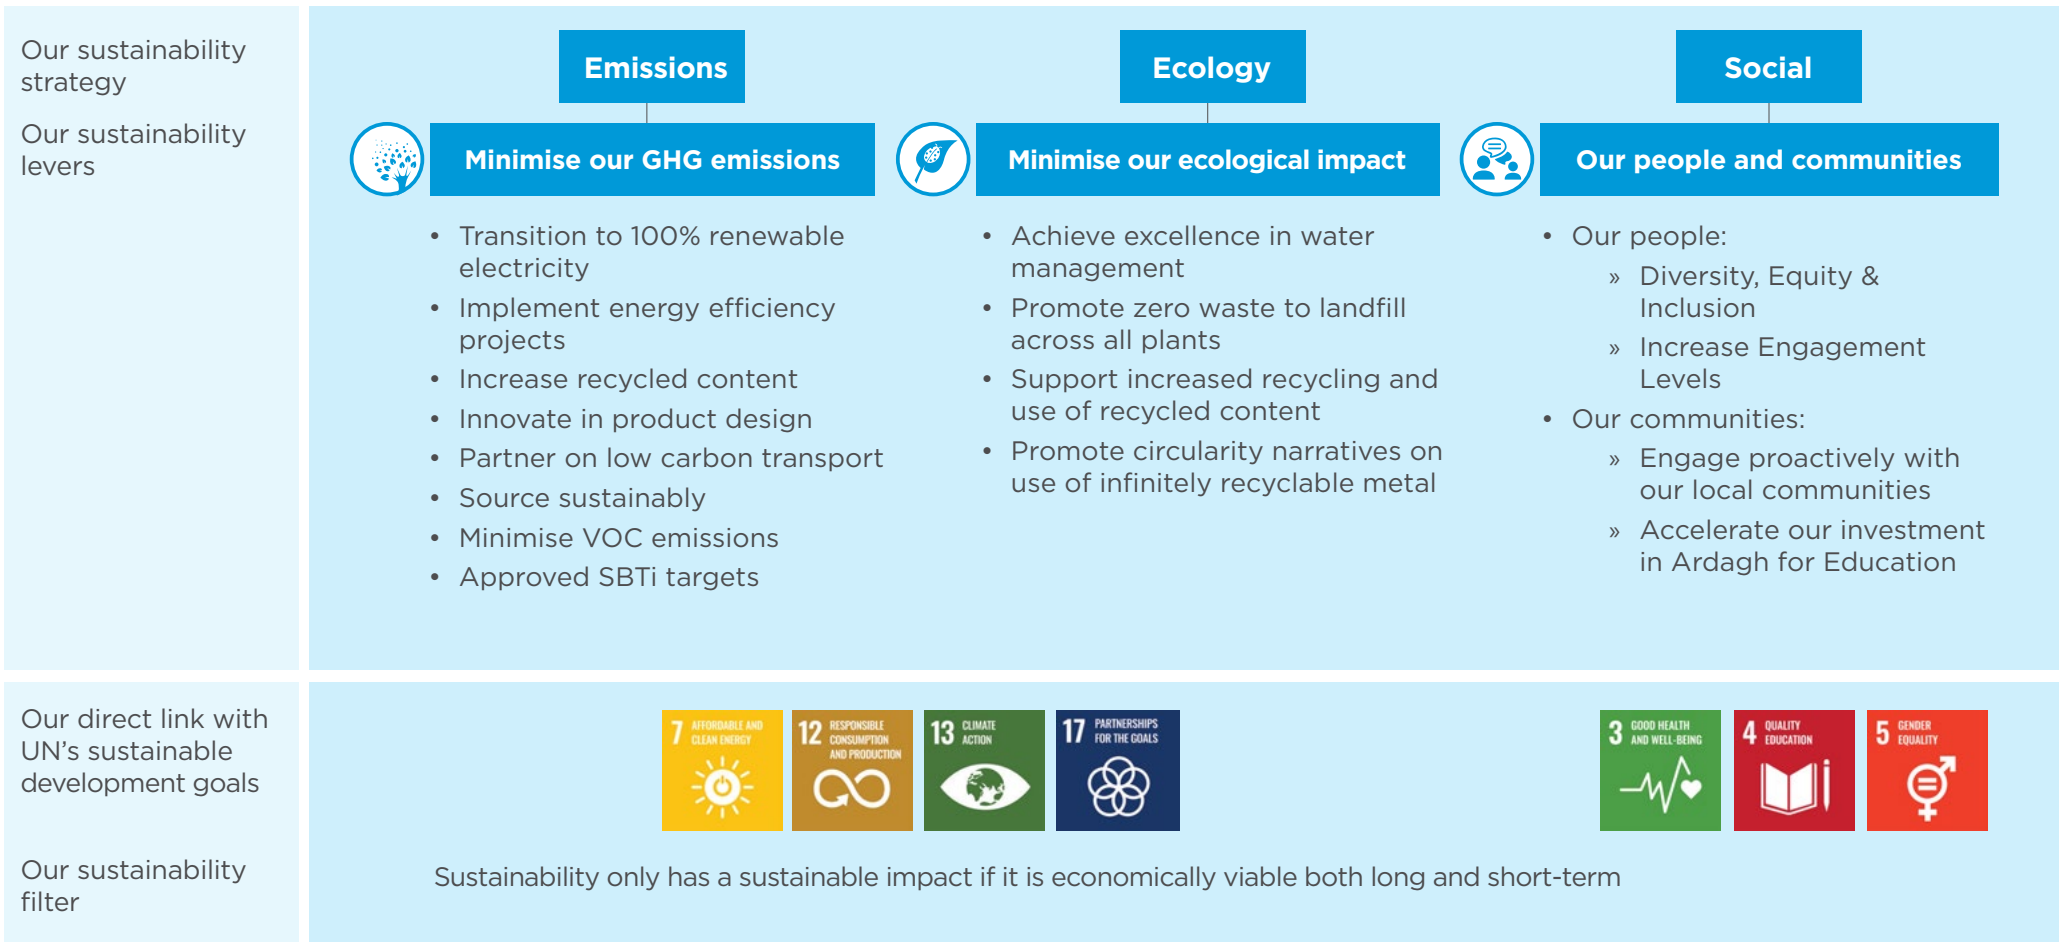 Our sustainability
strategy
Our sustainability
levers
Emissions
Minimise our GHG emissions
• Transition to 100% renewable
electricity
• Implement energy efficiency
projects
• Increase recycled content
• Innovate in product design
• Partner on low carbon transport
• Source sustainably
• Minimise VOC emissions
• Approved SBTi targets
Ecology
Minimise our ecological impact
• Achieve excellence in water
management
• Promote zero waste to landfill
across all plants
• Support increased recycling and
use of recycled content
• Promote circularity narratives on
use of infinitely recyclable metal
Social
Our people and communities
• Our people:
» Diversity, Equity &
Inclusion
» Increase Engagement
Levels
• Our communities:
» Engage proactively with
our local communities
» Accelerate our investment
in Ardagh for Education
Our direct link with
UN's sustainable
development goals
7 AFFORDABLE AND
CLEAN ENERGY
12 RESPONSIBLE
CONSUMPTION
AND PRODUCTION
13 CLIMATE
ACTION
17 PARTNERSHIPS
FOR THE GOALS
3 GOOD HEALTH
AND WELL-BEING
4 QUALITY
EDUCATION
5 GENDER
EQUALITY
Our sustainability
filter
Sustainability only has a sustainable impact if it is economically viable both long and short-term